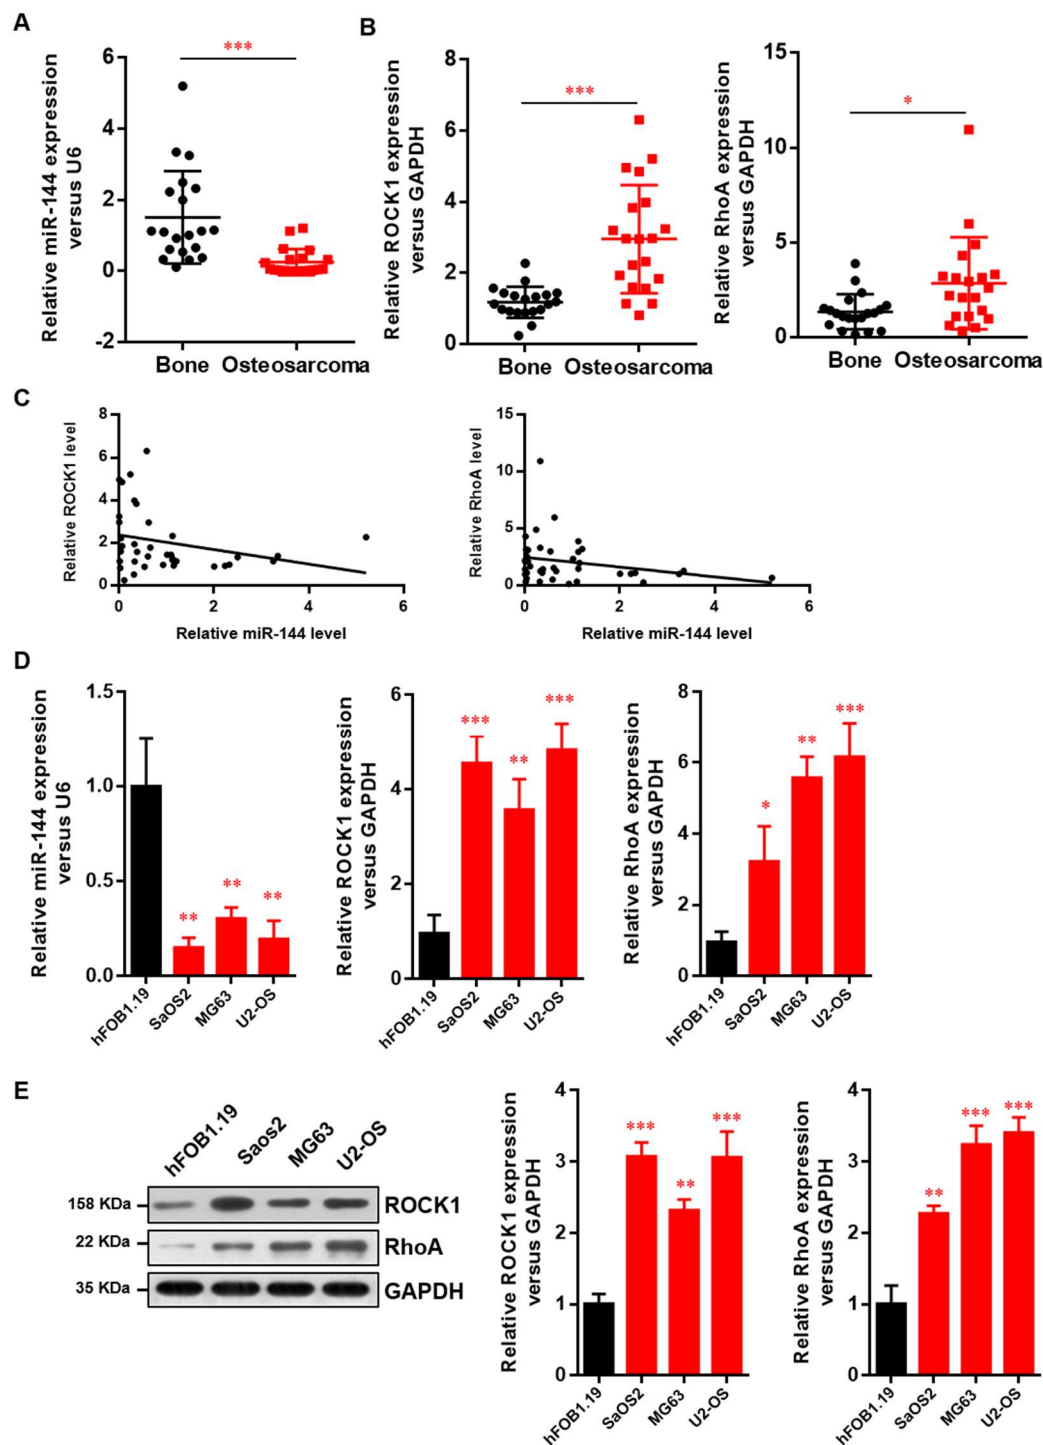 A
Relative miR-144 expression
versus U6
6
4
2
0
-2
***
Bone
Osteosarcoma
B
Relative ROCK1 expression
versus GAPDH
8
6
4
2
0
***
Bone
Osteosarcoma
Relative RhoA expression
versus GAPDH
15
10
5
0
*
Bone
Osteosarcoma
C
Relative ROCK1 level
8
6
4
2
0
0
2
4
6
Relative miR-144 level
Relative RhoA level
15
10
5
0
0
2
4
6
Relative miR-144 level
D
Relative miR-144 expression
versus U6
1.5
1.0
0.5
0.0
**
**
**
hFOB1.19
SaOS2
MG63
U2-OS
Relative ROCK1 expression
versus GAPDH
6
4
2
0
***
**
***
hFOB1.19
SaOS2
MG63
U2-OS
Relative RhoA expression
versus GAPDH
8
6
4
2
0
*
**
***
hFOB1.19
SaOS2
MG63
U2-OS
E
hFOB1.19
Saos2
MG63
U2-OS
158 KDa
ROCK1
22 KDa
RhoA
35 KDa
GAPDH
Relative ROCK1 expression
versus GAPDH
4
3
2
1
0
***
**
***
hFOB1.19
SaOS2
MG63
U2-OS
Relative RhoA expression
versus GAPDH
4
3
2
1
0
**
***
***
hFOB1.19
SaOS2
MG63
U2-OS